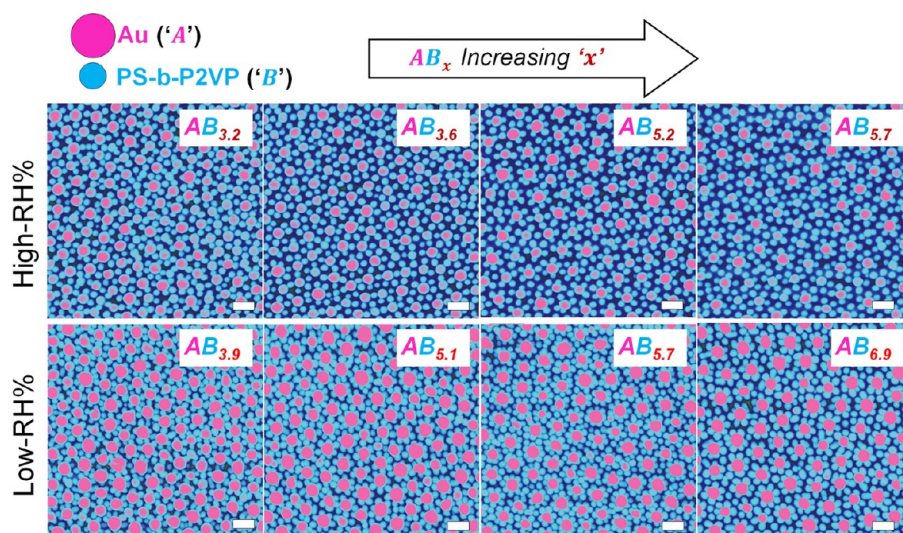 Au ('A')
PS-b-P2VP ('B')
ABx Increasing 'x'
High-RH%
AB3.2
AB3.6
AB5.2
AB5.7
Low-RH%
AB3.9
AB5.1
AB5.7
AB6.9